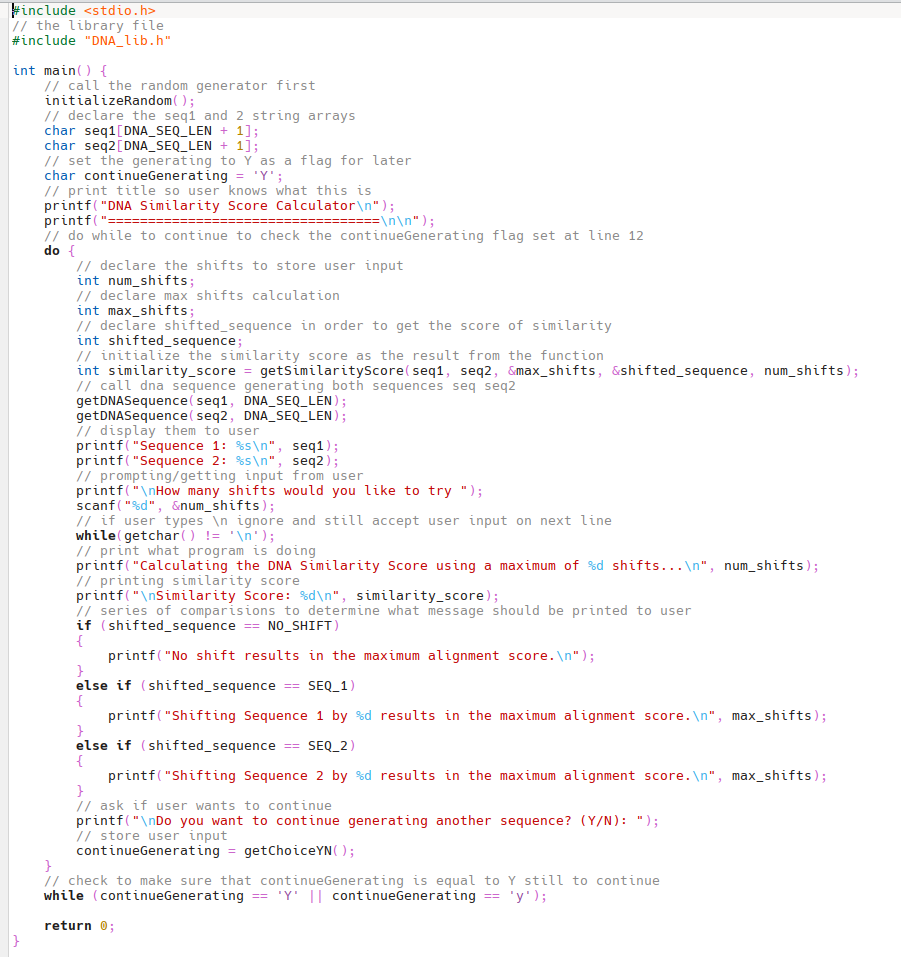 #include <stdio.h>
// the library file
#include "DNA_lib.h"

int main() {
    // call the random generator first
    initializeRandom();
    // declare the seq1 and 2 string arrays
    char seq1[DNA_SEQ_LEN + 1];
    char seq2[DNA_SEQ_LEN + 1];
    // set the generating to Y as a flag for later
    char continueGenerating = 'Y';
    // print title so user knows what this is
    printf("DNA Similarity Score Calculator\n");
    printf("==================================\n\n");
    // do while to continue to check the continueGenerating flag set at line 12
    do {
        // declare the shifts to store user input
        int num_shifts;
        // declare max shifts calculation
        int max_shifts;
        // declare shifted_sequence in order to get the score of similarity
        int shifted_sequence;
        // initialize the similarity score as the result from the function
        int similarity_score = getSimilarityScore(seq1, seq2, &max_shifts, &shifted_sequence, num_shifts);
        // call dna sequence generating both sequences seq seq2
        getDNASequence(seq1, DNA_SEQ_LEN);
        getDNASequence(seq2, DNA_SEQ_LEN);
        // display them to user
        printf("Sequence 1: %s\n", seq1);
        printf("Sequence 2: %s\n", seq2);
        // prompting/getting input from user
        printf("\nHow many shifts would you like to try ");
        scanf("%d", &num_shifts);
        // if user types \n ignore and still accept user input on next line
        while(getchar() != '\n');
        // print what program is doing
        printf("Calculating the DNA Similarity Score using a maximum of %d shifts...\n", num_shifts);
        // printing similarity score
        printf("\nSimilarity Score: %d\n", similarity_score);
        // series of comparisions to determine what message should be printed to user
        if (shifted_sequence == NO_SHIFT)
        {
            printf("No shift results in the maximum alignment score.\n");
        }
        else if (shifted_sequence == SEQ_1)
        {
            printf("Shifting Sequence 1 by %d results in the maximum alignment score.\n", max_shifts);
        }
        else if (shifted_sequence == SEQ_2)
        {
            printf("Shifting Sequence 2 by %d results in the maximum alignment score.\n", max_shifts);
        }
        // ask if user wants to continue
        printf("\nDo you want to continue generating another sequence? (Y/N): ");
        // store user input
        continueGenerating = getChoiceYN();
    }
    // check to make sure that continueGenerating is equal to Y still to continue
    while (continueGenerating == 'Y' || continueGenerating == 'y');

    return 0;
}